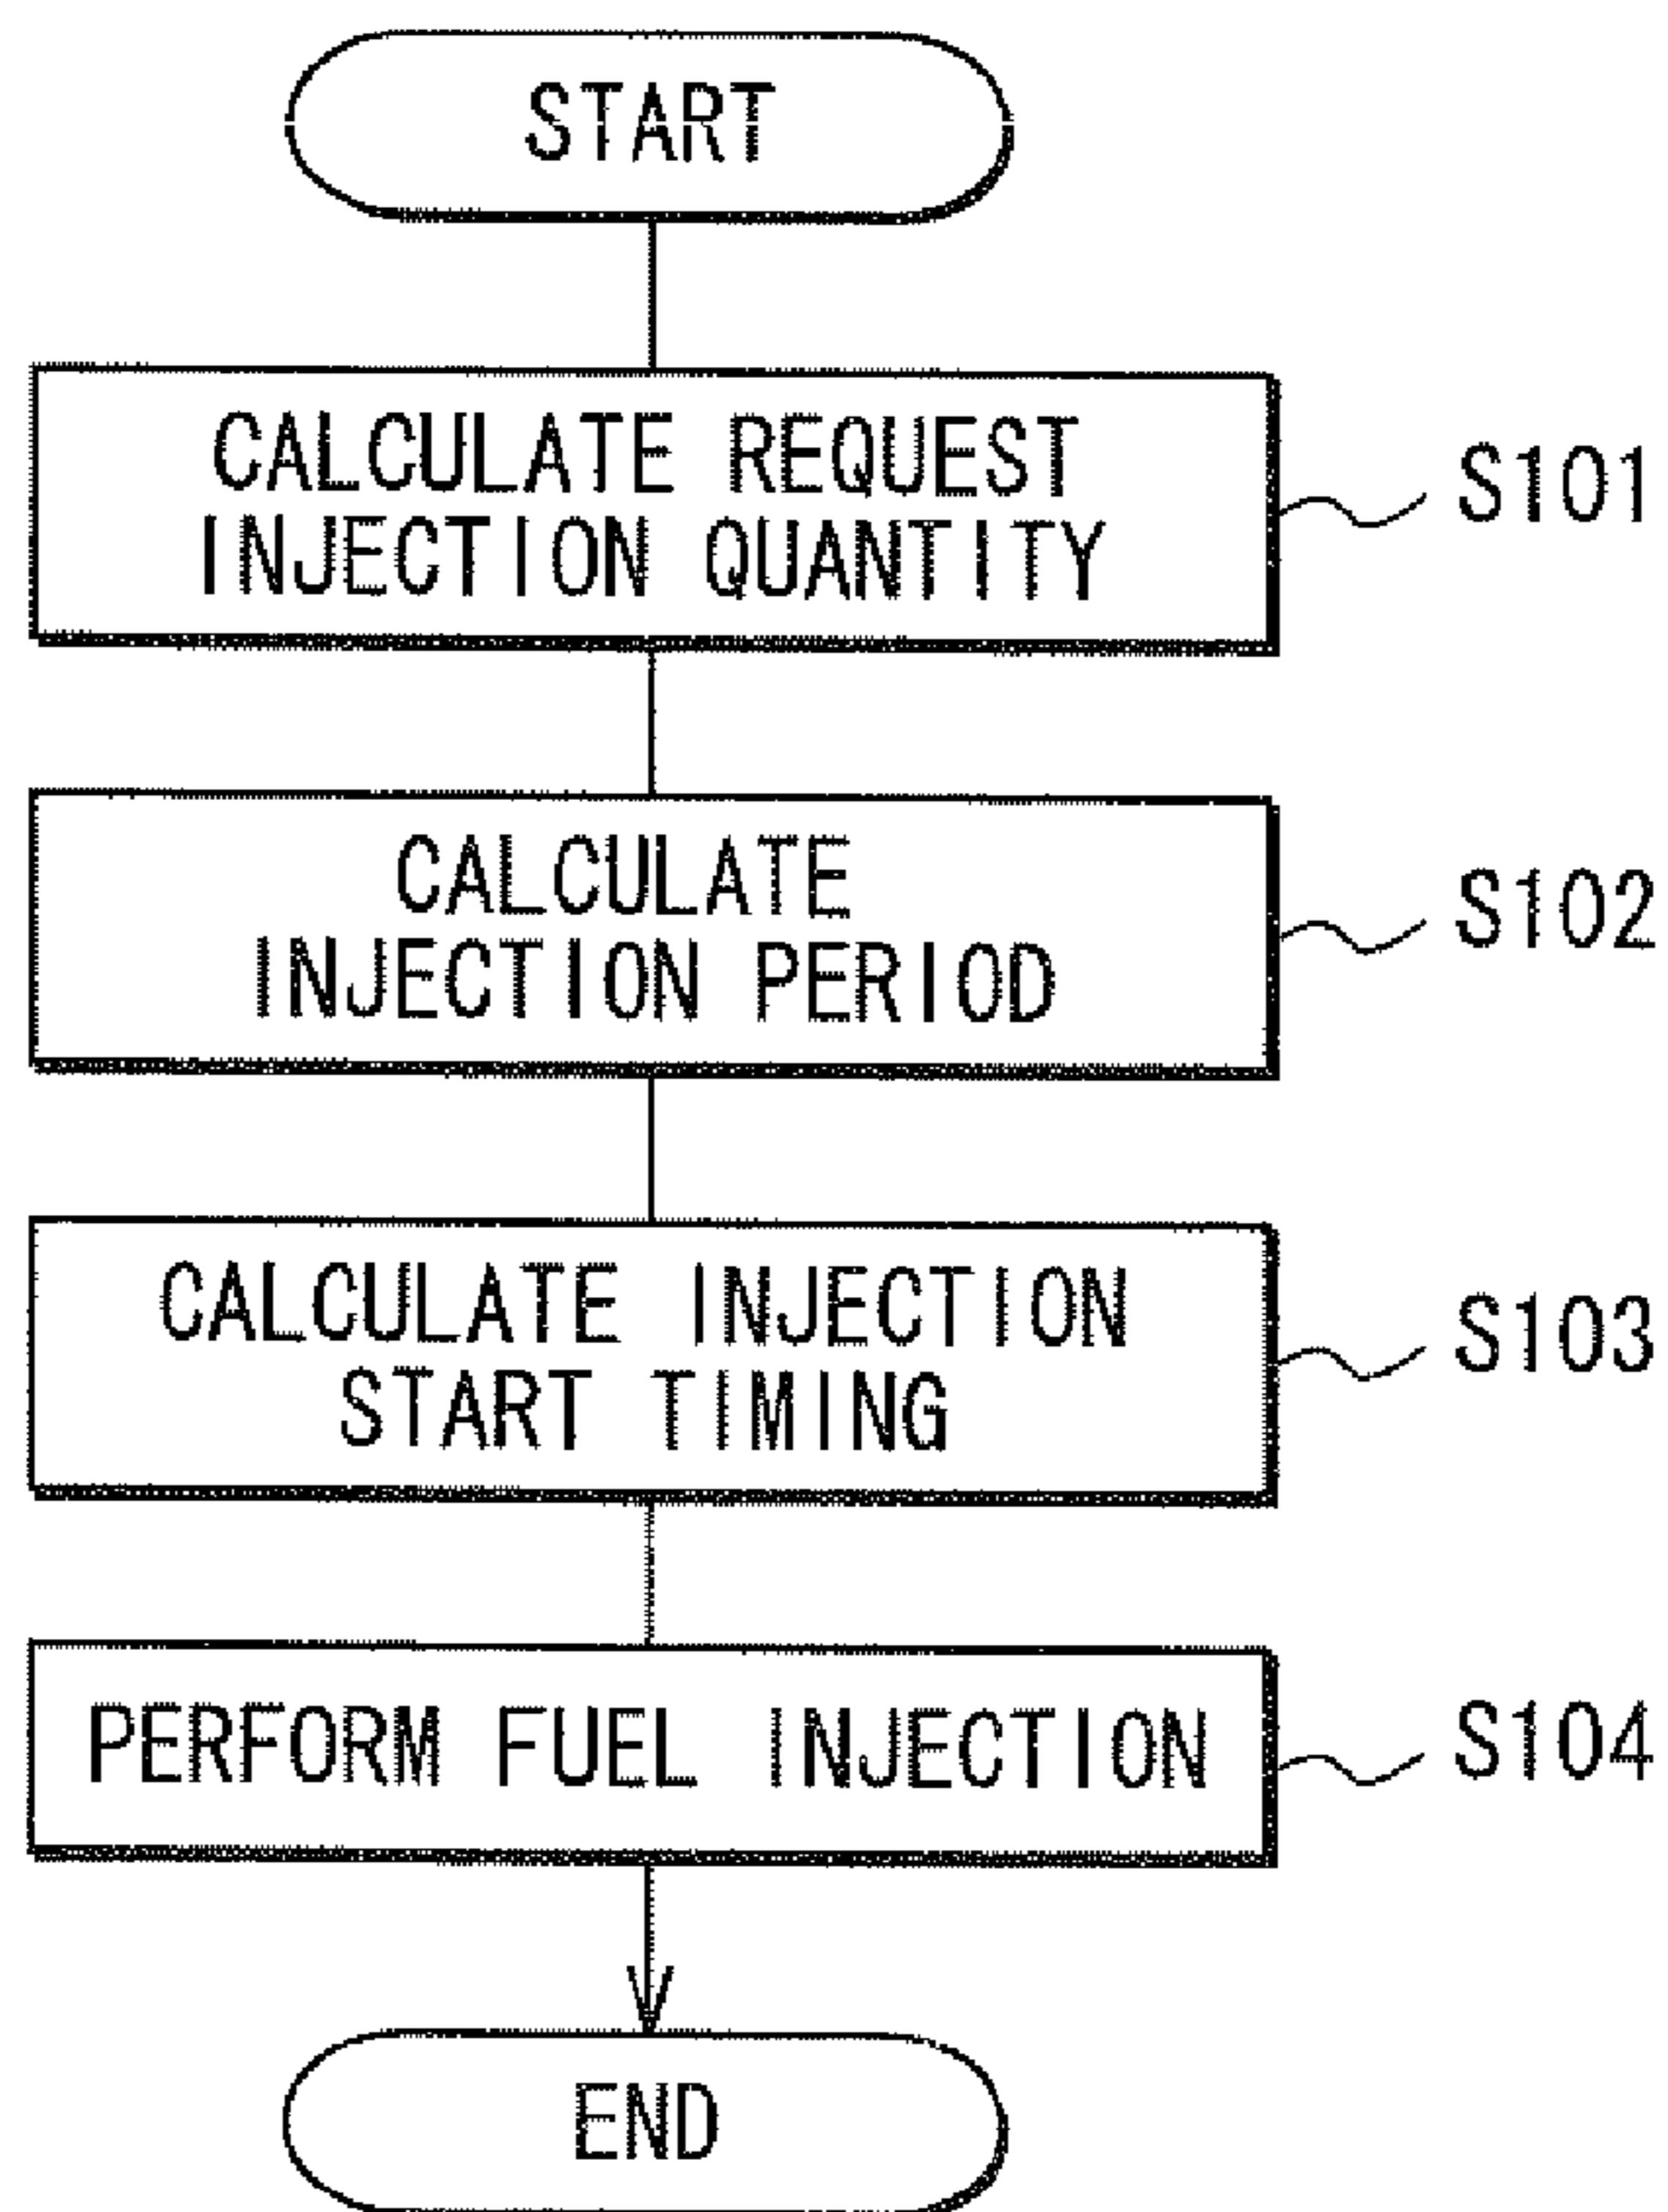 START
CALCULATE REQUEST
INJECTION QUANTITY
S101
CALCULATE
INJECTION PERIOD
S102
CALCULATE INJECTION
START TIMING
S103
PERFORM FUEL INJECTION
S104
END